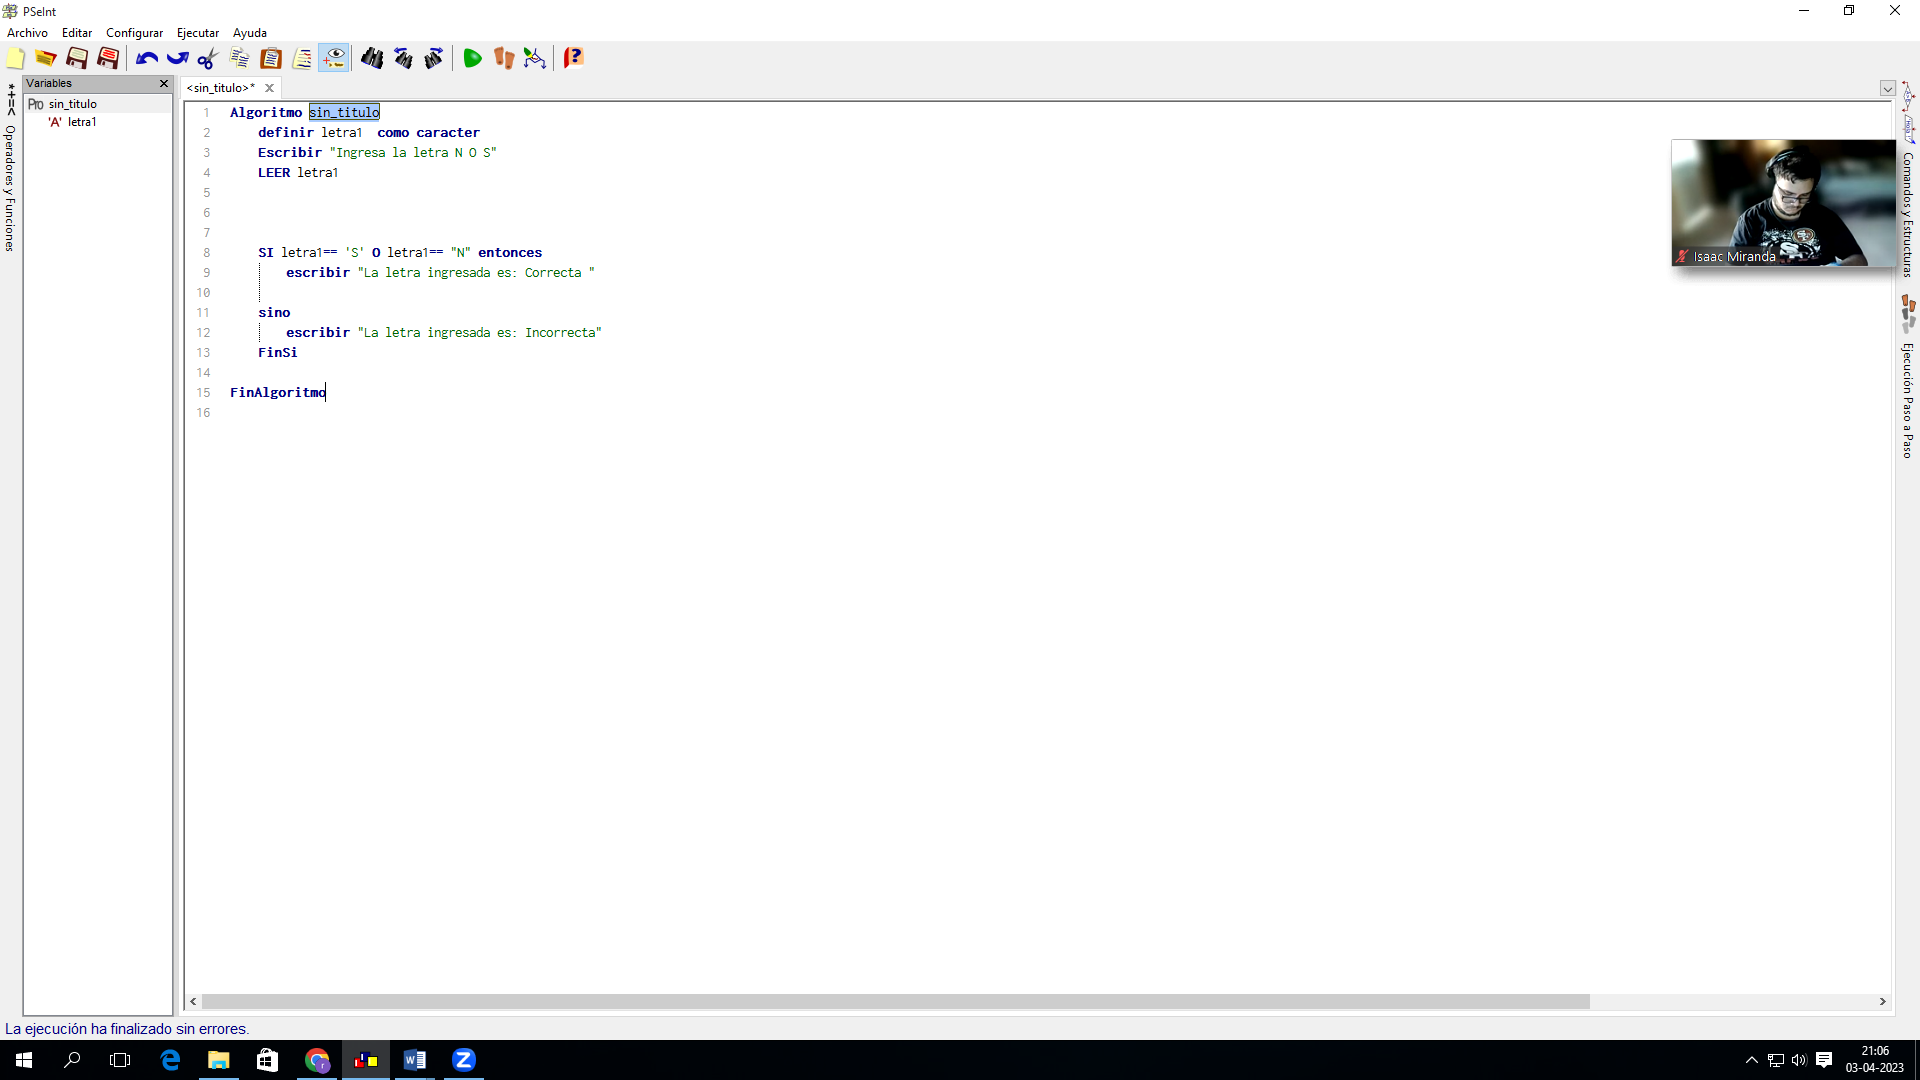 PSeInt
Archivo Editar Configurar Ejecutar Ayuda
Variables
<sin_titulo>*
Pro sin_titulo
'A' letra1
*+=<
Operadores y Funciones
1 Algoritmo sin_titulo
2 definir letra1 como caracter
3 Escribir "Ingresa la letra N O S"
4 LEER letra1
5
6
7
8 SI letra1== 'S' O letra1== "N" entonces
9 escribir "La letra ingresada es: Correcta "
10
11 sino
12 escribir "La letra ingresada es: Incorrecta"
13 FinSi
14
15 FinAlgoritmo
16
Isaac Miranda
Comandos y Estructuras
Ejecución Paso a Paso
La ejecución ha finalizado sin errores.
21:06
03-04-2023